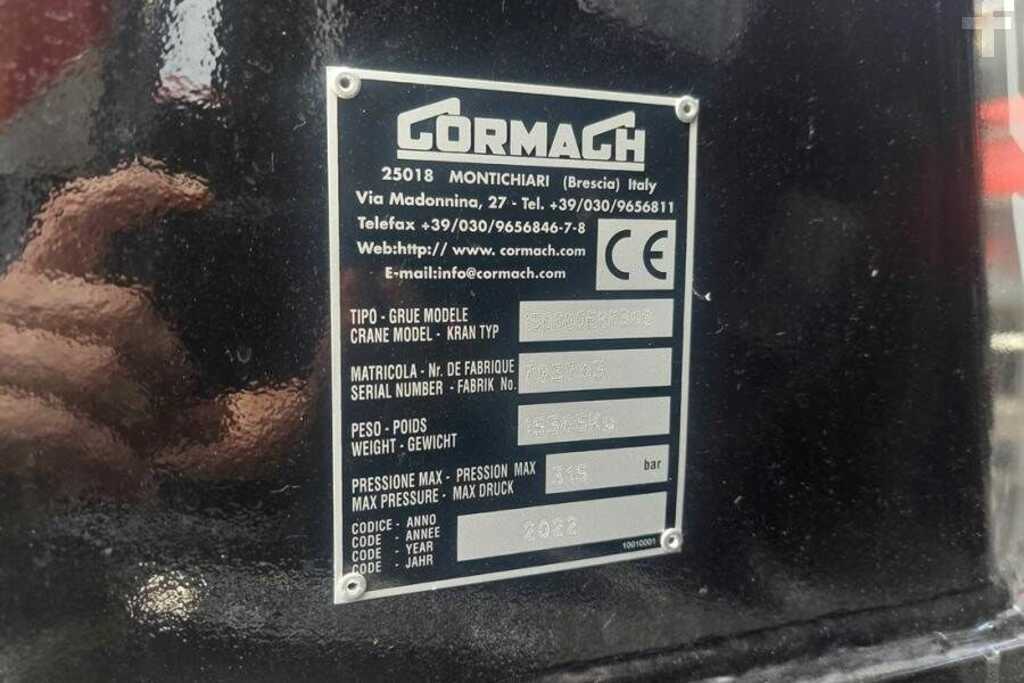 CORMACH
25018 MONTICHIARI (Brescia) Italy
Via Madonnina, 27 - Tel. +39/030/9656811
Telefax +39/030/9656846-7-8
Web:http:// www. cormach.com
E-mail:info@cormach.com
CE
TIPO - GRUE MODELE
CRANE MODEL - KRAN TYP
MATRICOLA - Nr. DE FABRIQUE
SERIAL NUMBER - FABRIK No.
PESO - POIDS
WEIGHT - GEWICHT
PRESSIONE MAX - PRESSION MAX
MAX PRESSURE - MAX DRUCK
315 bar
CODICE - ANNO
CODE - ANNEE
CODE - YEAR
CODE - JAHR
2022
10010001